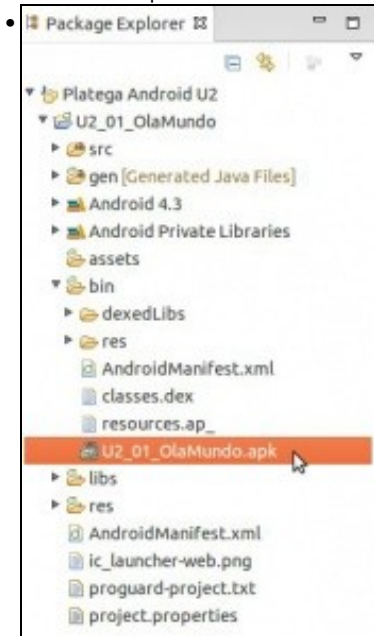 Package Explorer
Platega Android U2
U2_01_OlaMundo
src
gen [Generated Java Files]
Android 4.3
Android Private Libraries
assets
bin
dexedLibs
res
AndroidManifest.xml
classes.dex
resources.ap_
U2_01_OlaMundo.apk
libs
res
AndroidManifest.xml
ic_launcher-web.png
proguard-project.txt
project.properties